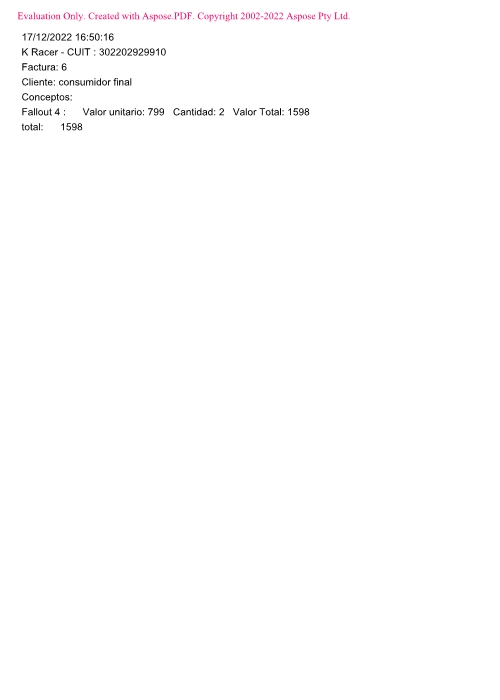 Evaluation Only. Created with Aspose.PDF. Copyright 2002-2022 Aspose Pty Ltd.
17/12/2022 16:50:16
K Racer - CUIT : 302202929910
Factura: 6
Cliente: consumidor final
Conceptos:
Fallout 4 : Valor unitario: 799 Cantidad: 2 Valor Total: 1598
total: 1598